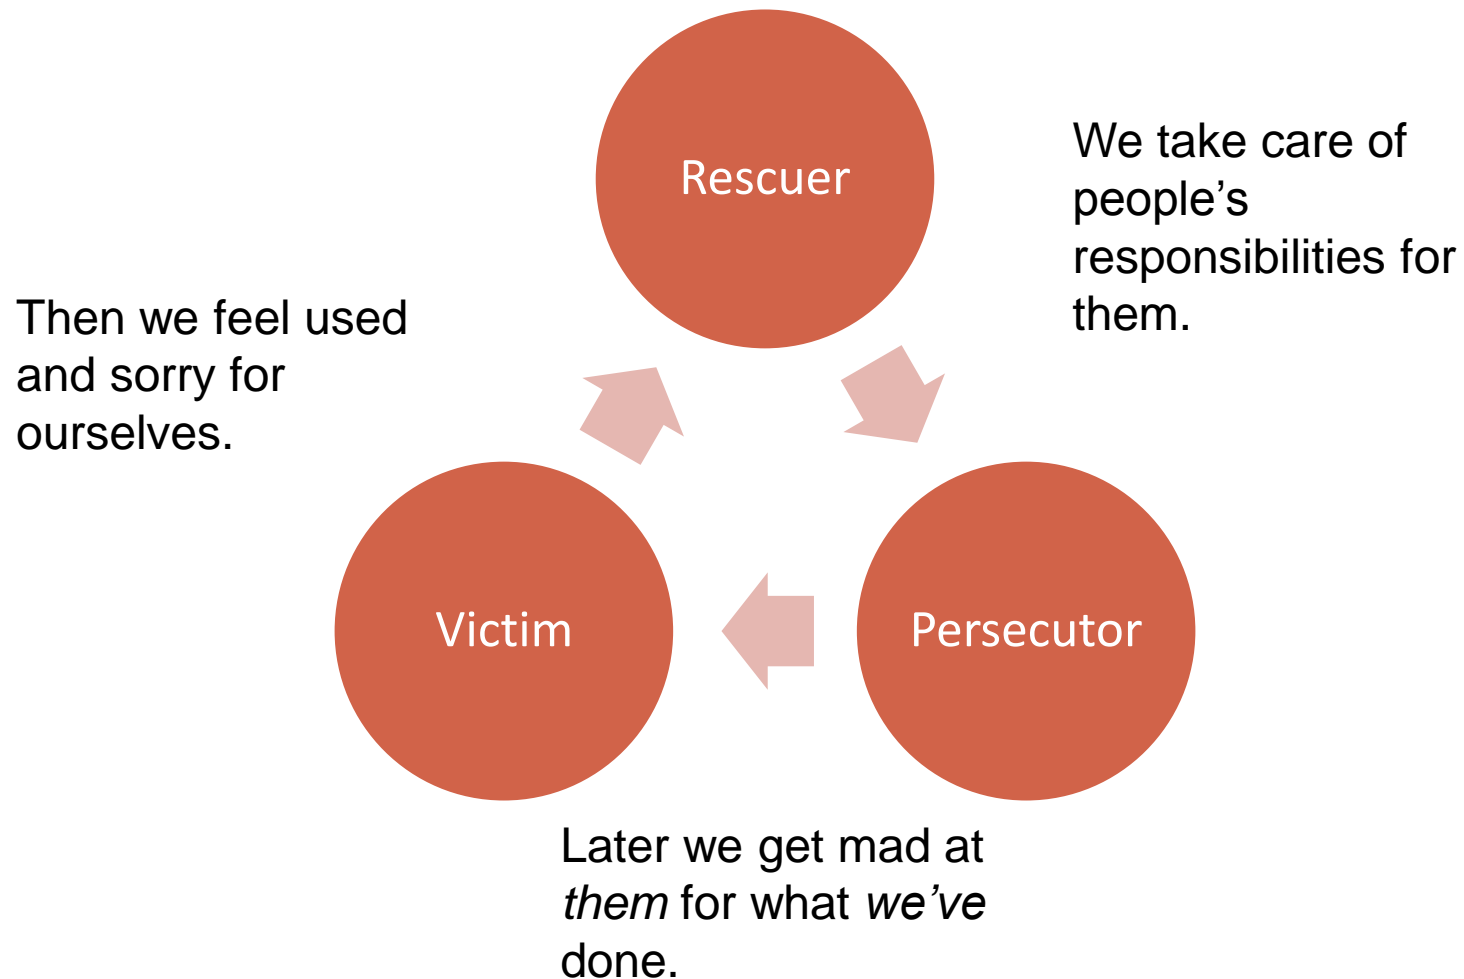 Rescuer
We take care of
people’s
responsibilities for
them.
Persecutor
Later we get mad at
them for what we’ve
done.
Victim
Then we feel used
and sorry for
ourselves.